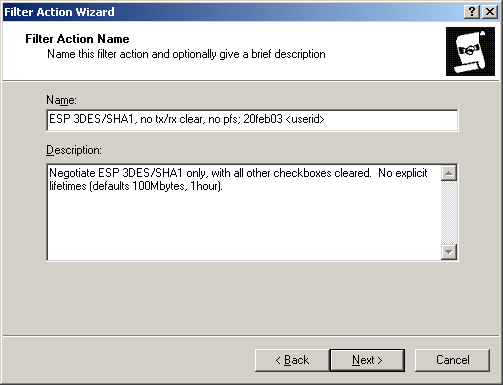 Filter Action Wizard
Filter Action Name
Name this filter action and optionally give a brief description
Name:
ESP 3DES/SHA1, no tx/rx clear, no pfs; 20feb03 <userid>
Description:
Negotiate ESP 3DES/SHA1 only, with all other checkboxes cleared.  No explicit
lifetimes (defaults 100Mbytes, 1hour).
< Back
Next >
Cancel